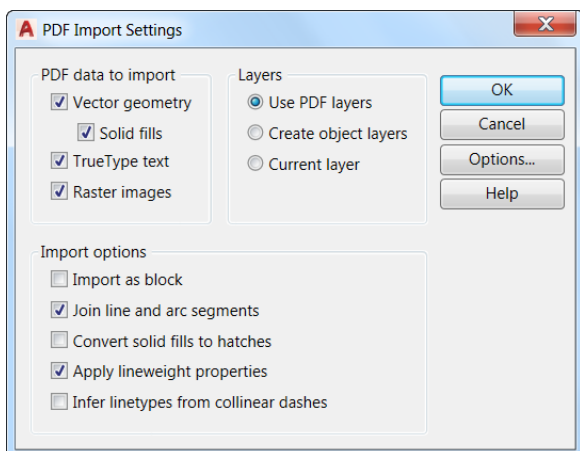 A PDF Import Settings
PDF data to import
Vector geometry
Solid fills
TrueType text
Raster images
Layers
Use PDF layers
Create object layers
Current layer
OK
Cancel
Options...
Help
Import options
Import as block
Join line and arc segments
Convert solid fills to hatches
Apply lineweight properties
Infer linetypes from collinear dashes